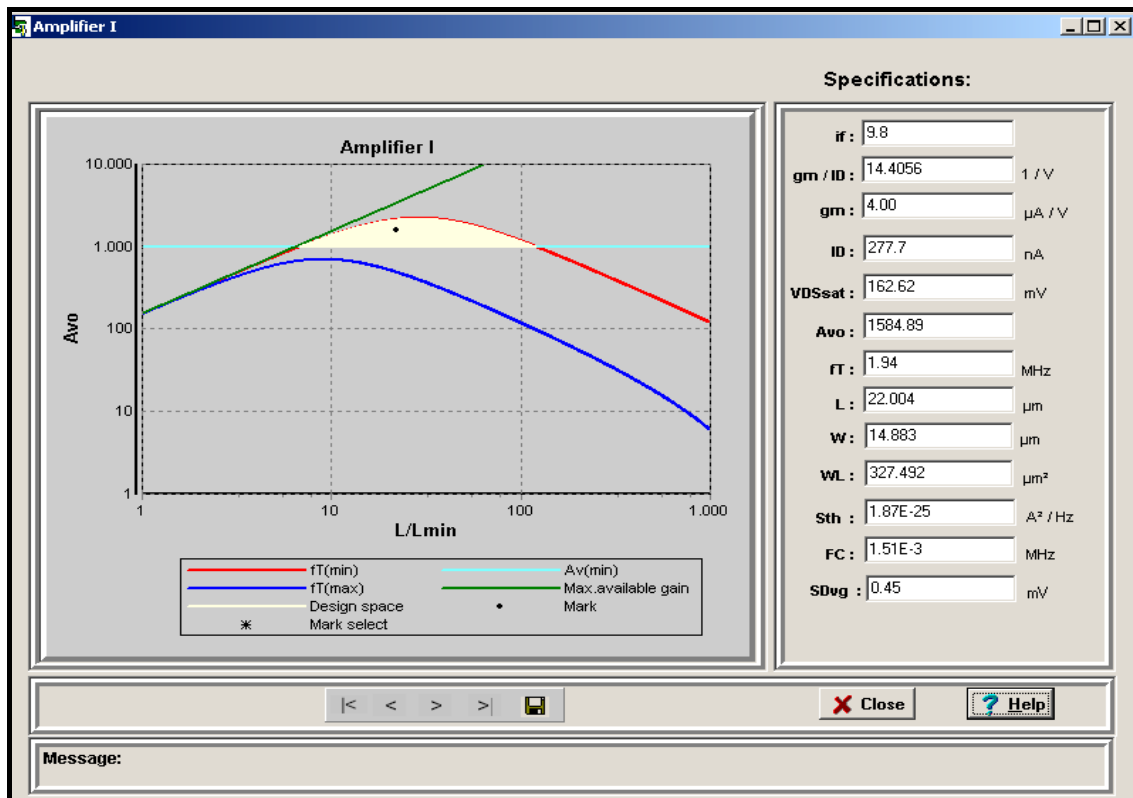 Amplifier I
Specifications:
Amplifier I
10.000
1.000
100
10
1
Avo
1 10 100 1.000
L/Lmin
fT(min) Av(min)
fT(max) Max.available gain
Design space Mark
Mark select
if : 9.8
gm / ID : 14.4056 1 / V
gm : 4.00 µA / V
ID : 277.7 nA
VDSsat : 162.62 mV
Avo : 1584.89
fT : 1.94 MHz
L : 22.004 µm
W : 14.883 µm
WL : 327.492 µm²
Sth : 1.87E-25 A² / Hz
FC : 1.51E-3 MHz
SDvg : 0.45 mV
|< < > >|
Close Help
Message: